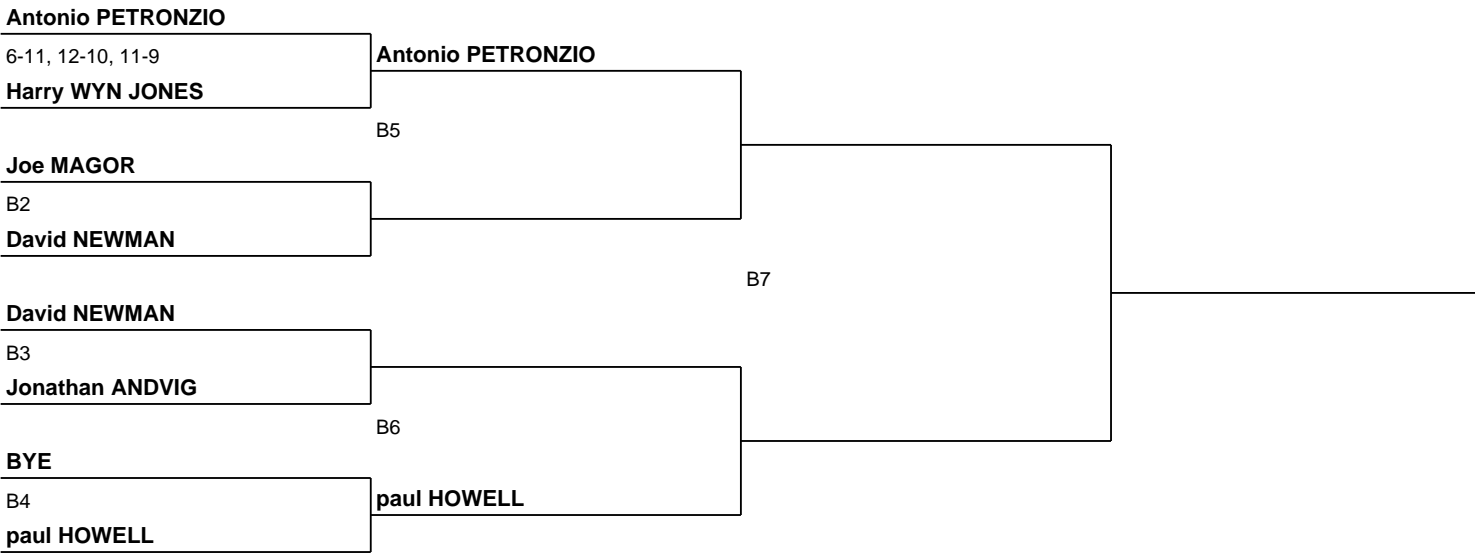 Antonio PETRONZIO
6-11, 12-10, 11-9
Antonio PETRONZIO
Harry WYN JONES
B5
Joe MAGOR
B2
David NEWMAN
B7
David NEWMAN
B3
Jonathan ANDVIG
B6
BYE
B4
paul HOWELL
paul HOWELL